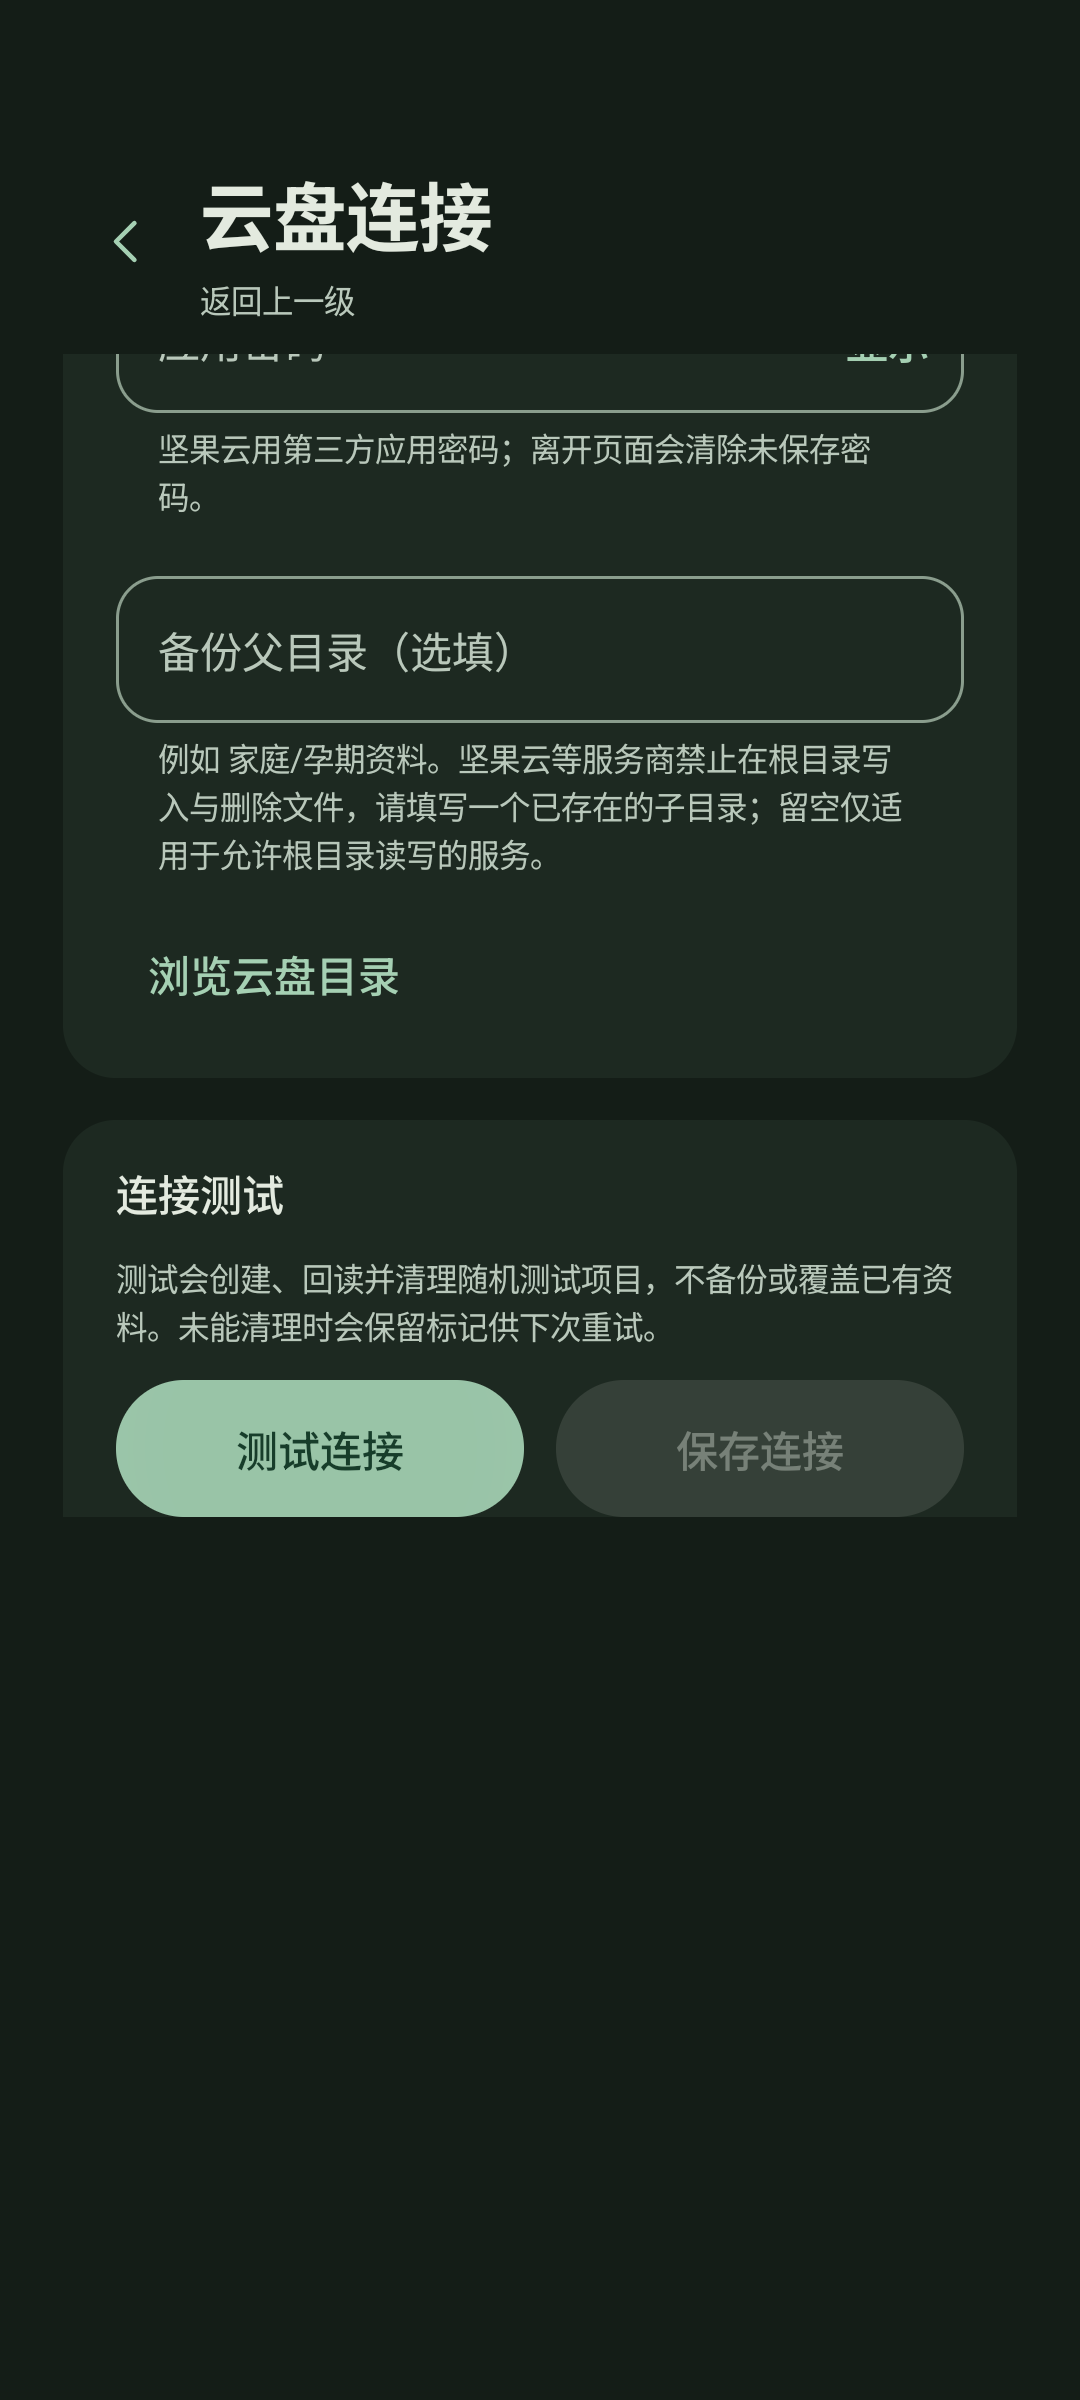 云盘连接
返回上一级
坚果云用第三方应用密码；离开页面会清除未保存密
码。
备份父目录（选填）
例如 家庭/孕期资料。坚果云等服务商禁止在根目录写
入与删除文件，请填写一个已存在的子目录；留空仅适
用于允许根目录读写的服务。
浏览云盘目录
连接测试
测试会创建、回读并清理随机测试项目，不备份或覆盖已有资
料。未能清理时会保留标记供下次重试。
测试连接
保存连接